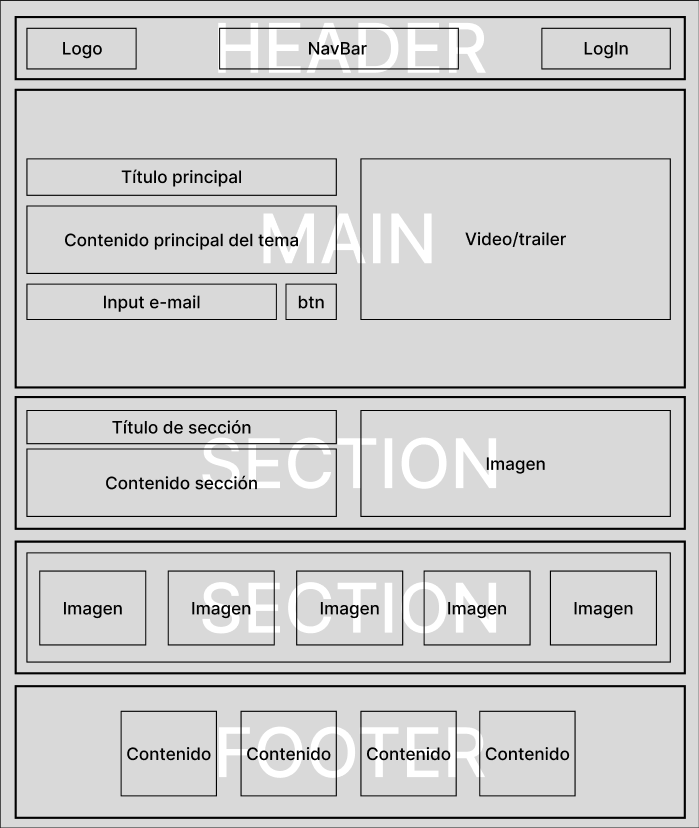 HEADER
Logo
NavBar
LogIn
MAIN
Título principal
Contenido principal del tema
Input e-mail
btn
Video/trailer
SECTION
Título de sección
Contenido sección
Imagen
SECTION
Imagen
Imagen
Imagen
Imagen
Imagen
FOOTER
Contenido
Contenido
Contenido
Contenido